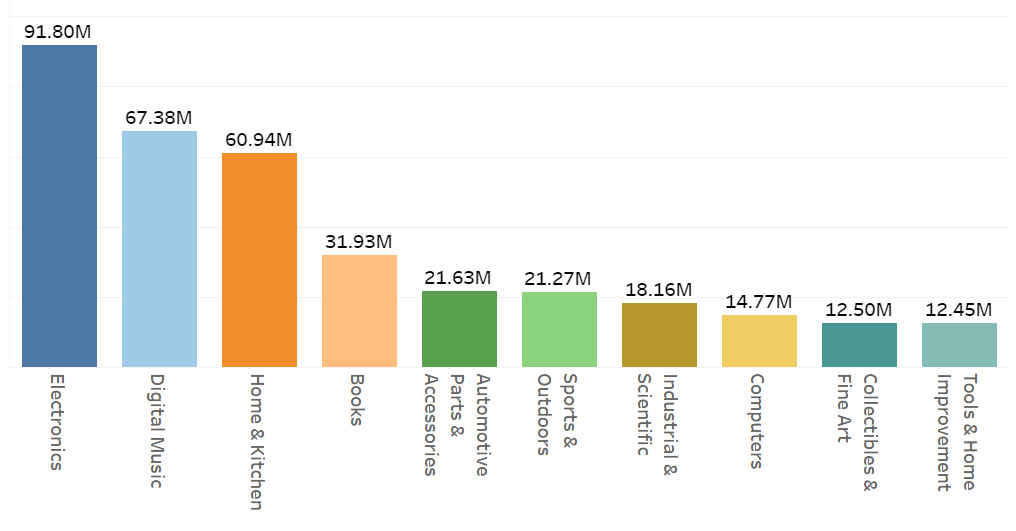 91.80M
67.38M
60.94M
31.93M
21.63M
21.27M
18.16M
14.77M
12.50M
12.45M
Electronics
Digital Music
Home & Kitchen
Books
Automotive
Parts &
Accessories
Sports &
Outdoors
Industrial &
Scientific
Computers
Collectibles &
Fine Art
Tools & Home
Improvement